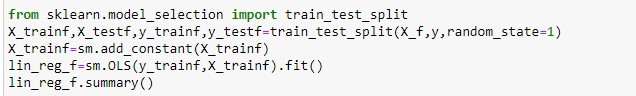 from sklearn.model_selection import train_test_split
X_trainf,X_testf,y_trainf,y_testf=train_test_split(X_f,y,random_state=1)
X_trainf=sm.add_constant(X_trainf)
lin_reg_f=sm.OLS(y_trainf,X_trainf).fit()
lin_reg_f.summary()